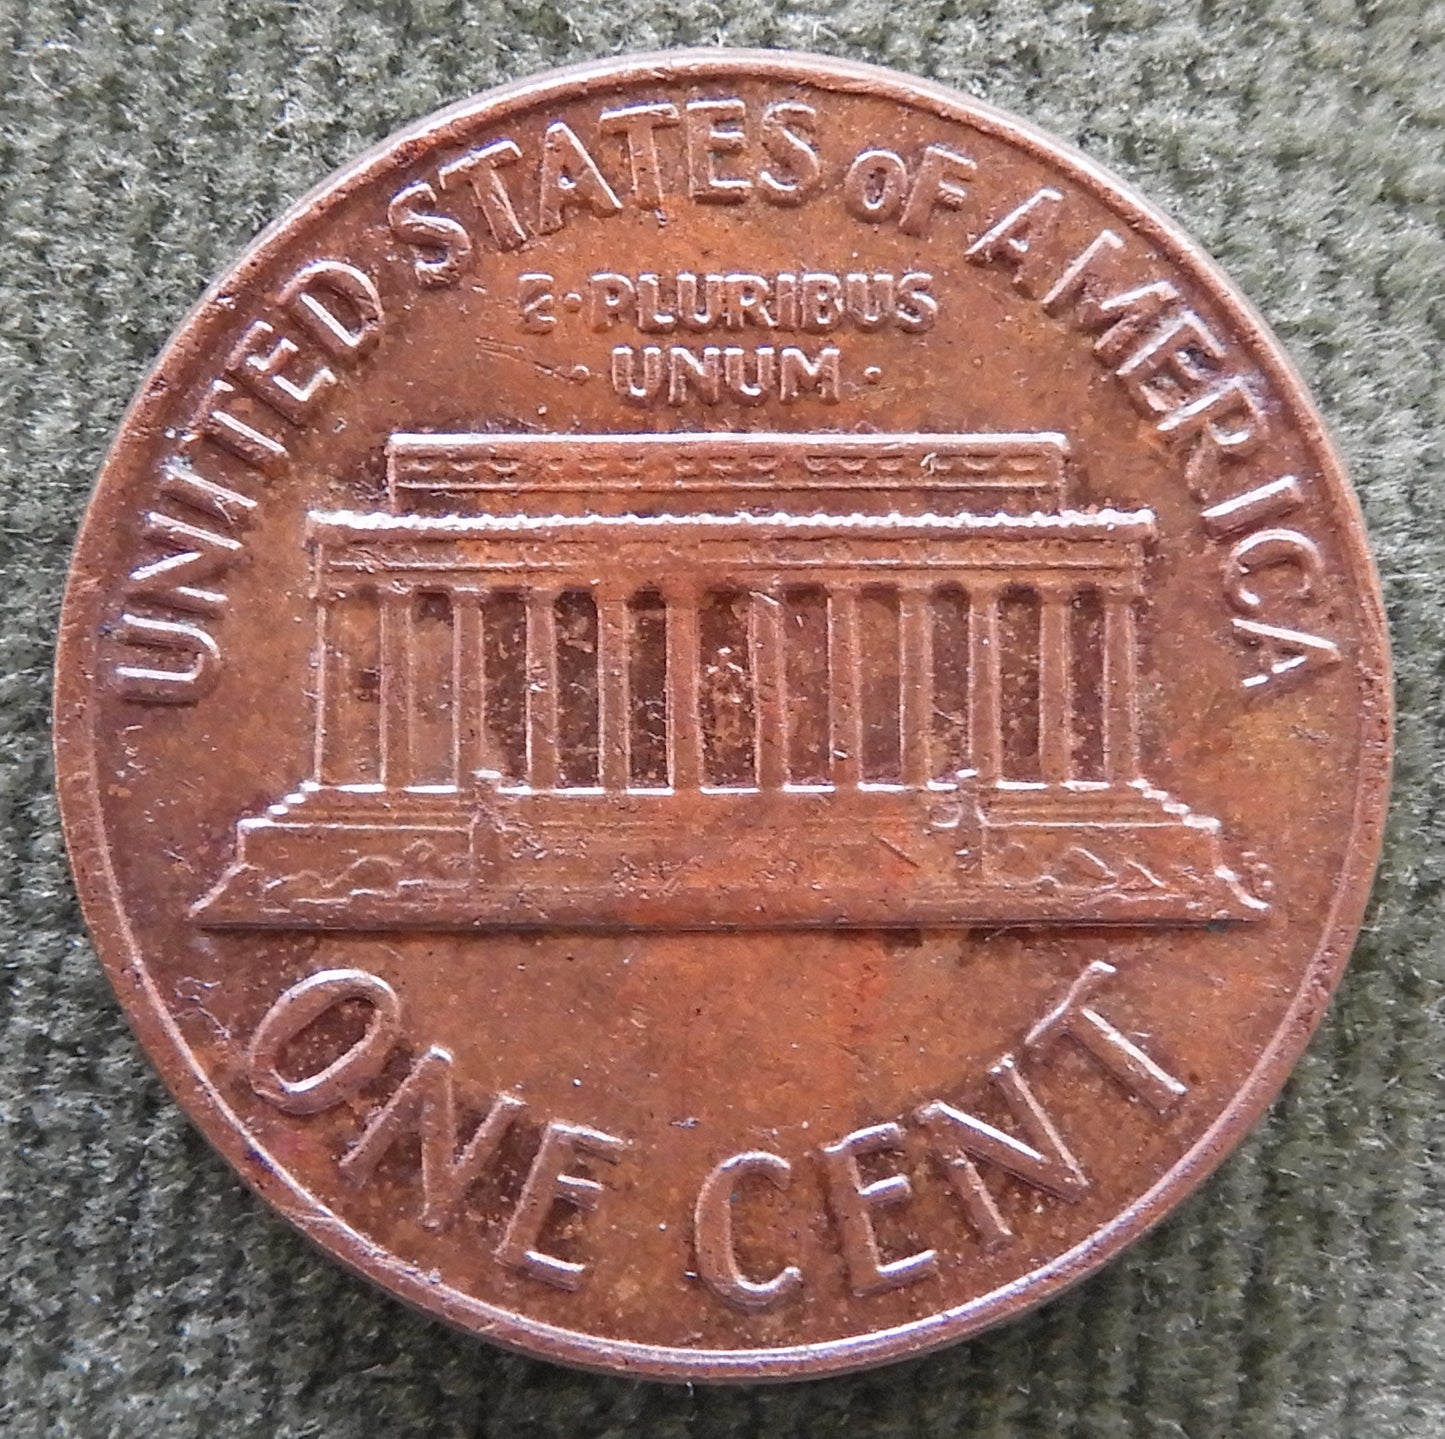 UNITED STATES OF AMERICA
E·PLURIBUS
·UNUM·
ONE CENT